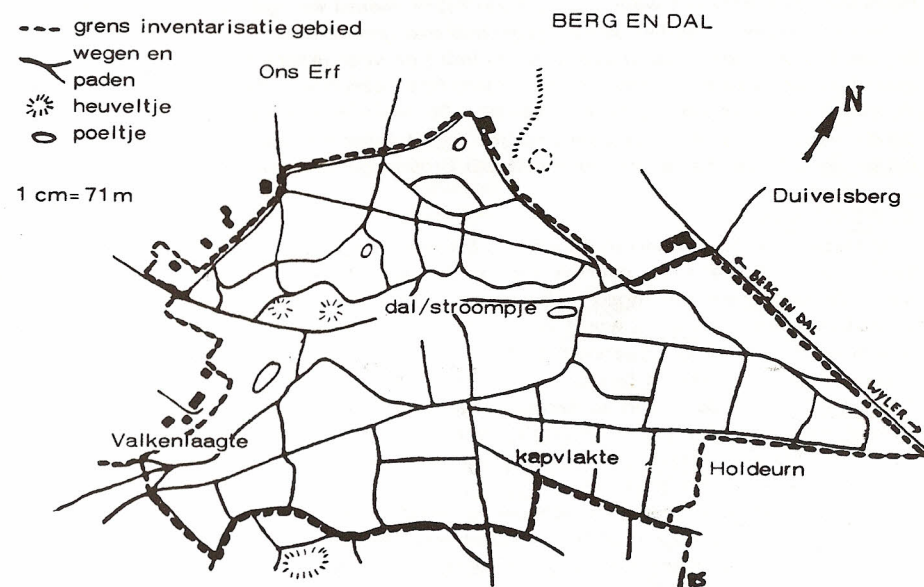 BERG EN DAL
grens inventarisatie gebied
wegen en
paden
heuveltje
poeltje
1 cm= 71 m
Ons Erf
N
Duivelsberg
← BERG EN DAL
dal/stroompje
WYLER →
Valkenlaagte
kapvlakte
Holdeurn
BS